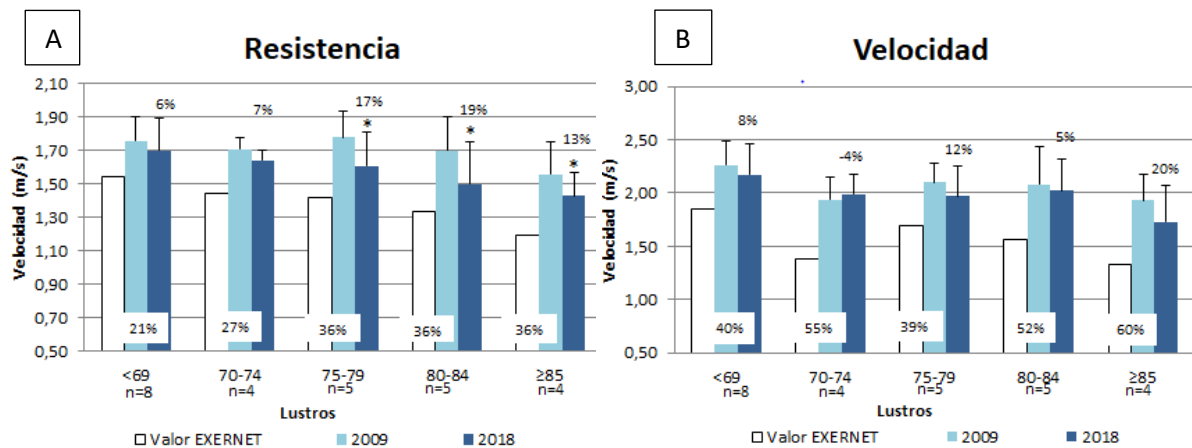 A
Resistencia
Velocidad (m/s)
2,10
1,90
1,70
1,50
1,30
1,10
0,90
0,70
0,50
6%
7%
17%
19%
13%
*
*
*
21%
27%
36%
36%
36%
<69
70-74
75-79
80-84
≥85
n=8
n=4
n=5
n=5
n=4
Lustros
Valor EXERNET
2009
2018
B
Velocidad
Velocidad (m/s)
3,00
2,50
2,00
1,50
1,00
0,50
8%
-4%
12%
5%
20%
40%
55%
39%
52%
60%
<69
70-74
75-79
80-84
≥85
n=8
n=4
n=5
n=5
n=4
Lustros
Valor EXERNET
2009
2018